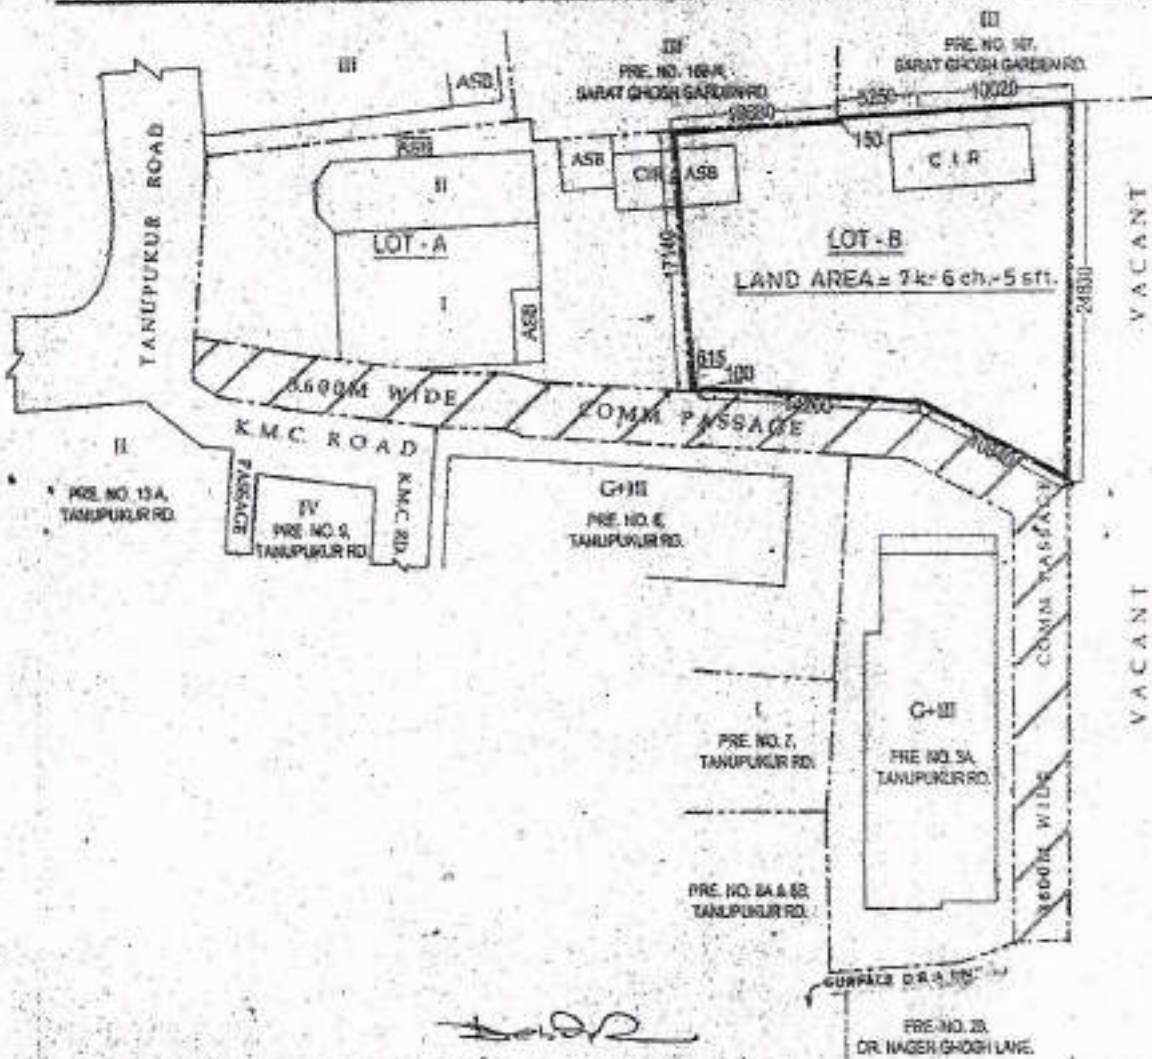 III
PRE. NO. 167,
SARAT GHOSH GARDEN RD.
III
PRE. NO. 169/A,
SARAT GHOSH GARDEN RD.
III
ASB
5250
10020
150
ASB
ASB
CIR
ASB
C I R
II
LOT - A
I
ASB
17140
LOT - B
LAND AREA = 7 k:- 6 ch.- 5 sft.
24830
VACANT
TANUPUKUR ROAD
615
100
3.600M WIDE
COMM PASSAGE
K.M.C. ROAD
II
PRE. NO. 13 A,
TANUPUKUR RD.
PASSAGE
IV
PRE NO. 9,
TANUPUKUR RD.
K.M.C. RD.
G+III
PRE. NO. 6,
TANUPUKUR RD.
COMM PASSAGE
VACANT
I
PRE. NO. 7,
TANUPUKUR RD.
G+III
PRE NO. 3A,
TANUPUKUR RD.
3.600M WIDE
PRE. NO. 8A & 8B,
TANUPUKUR RD.
SURFACE DRAIN
PRE. NO. 2B,
DR. NAGEN GHOSH LANE.